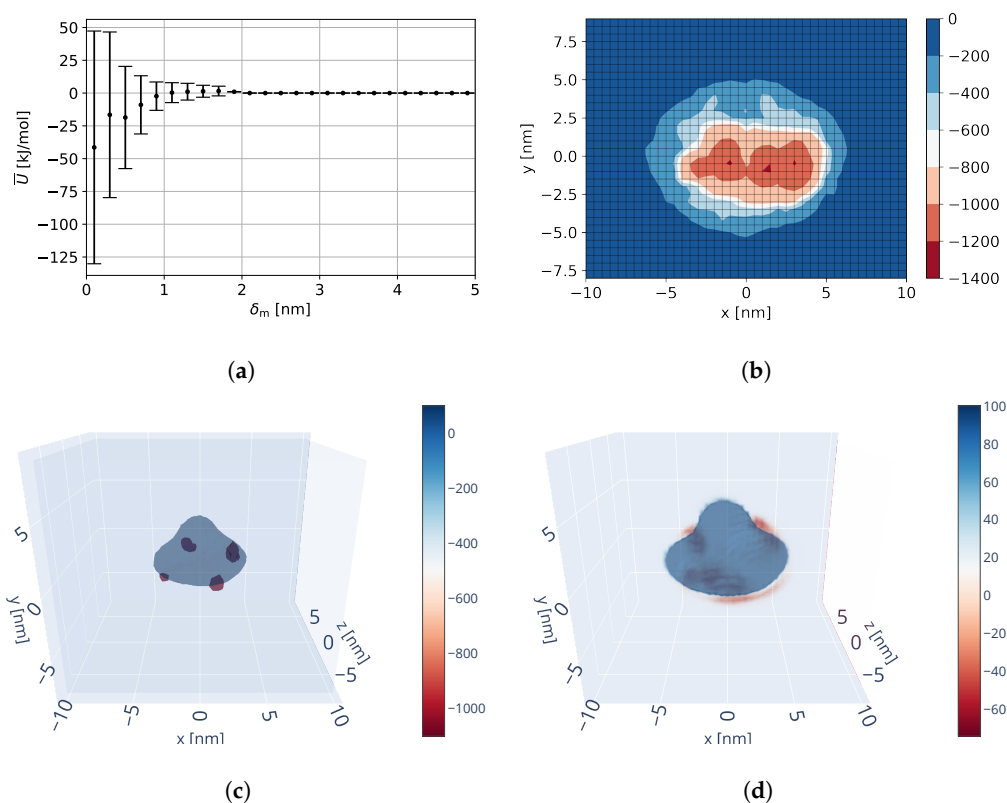 50
25
0
−25
−50
−75
−100
−125
U [kJ/mol]
0 1 2 3 4 5
δm [nm]
(a)
7.5
5.0
2.5
0.0
−2.5
−5.0
−7.5
y [nm]
−10 −5 0 5 10
x [nm]
0
−200
−400
−600
−800
−1000
−1200
−1400
(b)
5
0
−5
y [nm]
−10 −5 0 5 10
x [nm]
5
0
−5
z [nm]
0
−200
−400
−600
−800
−1000
(c)
5
0
−5
y [nm]
−10 −5 0 5 10
x [nm]
5
0
−5
z [nm]
100
80
60
40
20
0
−20
−40
−60
(d)